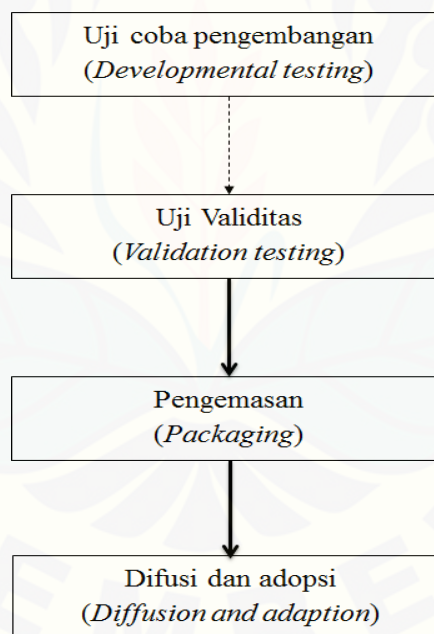 Uji coba pengembangan
(Developmental testing)
Uji Validitas
(Validation testing)
Pengemasan
(Packaging)
Difusi dan adopsi
(Diffusion and adaption)